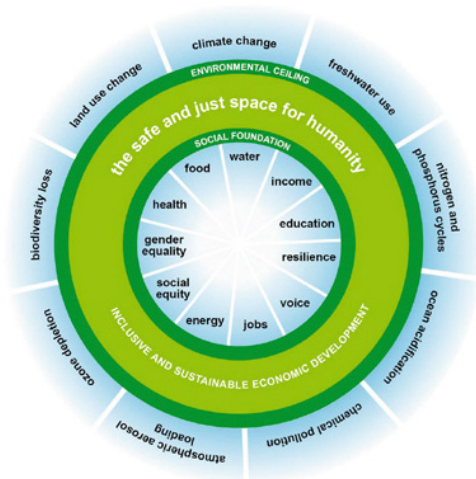 climate change
freshwater use
nitrogen and
phosphorus cycles
ocean acidification
chemical pollution
atmospheric aerosol
loading
ozone depletion
biodiversity loss
land use change
ENVIRONMENTAL CEILING
the safe and just space for humanity
SOCIAL FOUNDATION
water
income
education
resilience
voice
jobs
energy
social
equity
gender
equality
health
food
INCLUSIVE AND SUSTAINABLE ECONOMIC DEVELOPMENT